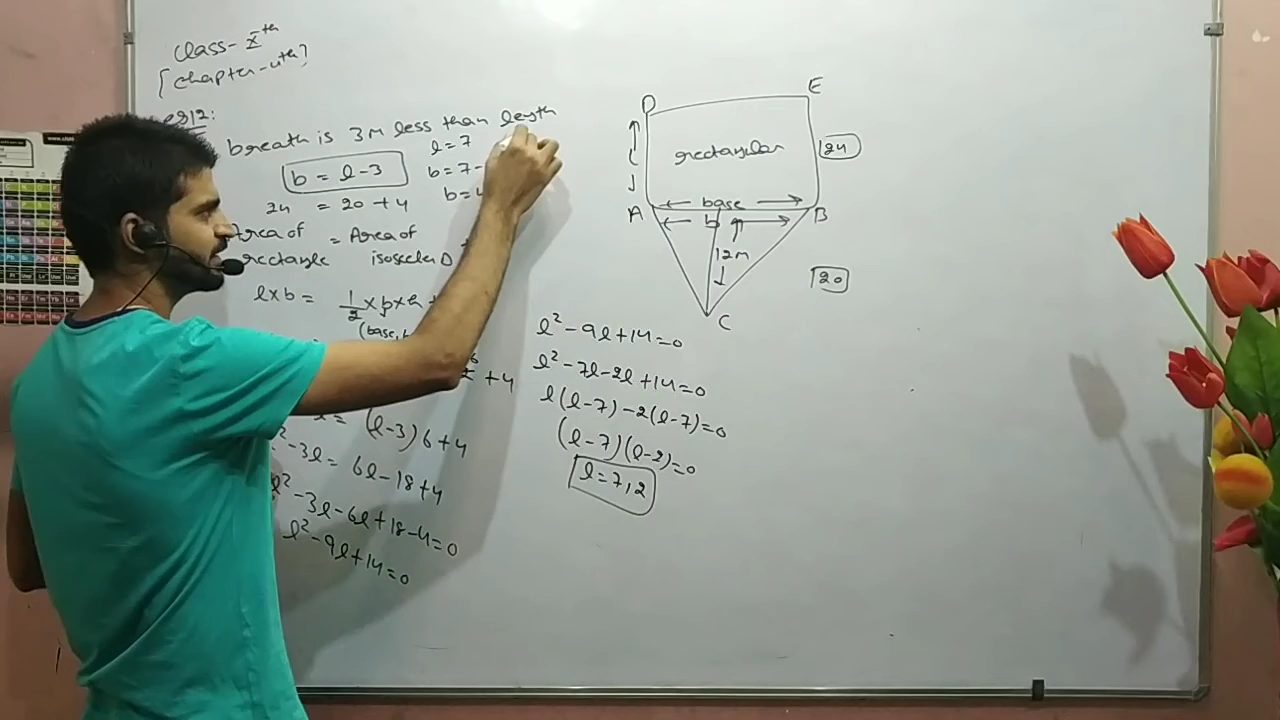 class - Xth
[chapter - 4th]
breath is 3m less than length
b = l - 3
l = 7
b = 7 -
24 = 20 + 4
Area of = Area of
rectangle isosceles Δ
l × b = 1/2 × b × h
(base,
+ 4
l = (l-3) 6 + 4
- 3l = 6l - 18 + 4
l² - 3l - 6l + 18 - 4 = 0
l² - 9l + 14 = 0
l² - 9l + 14 = 0
l² - 7l - 2l + 14 = 0
l(l-7) - 2(l-7) = 0
(l-7)(l-2) = 0
l = 7, 2
D
E
rectangular
24
l
base
A
b
B
12m
20
C